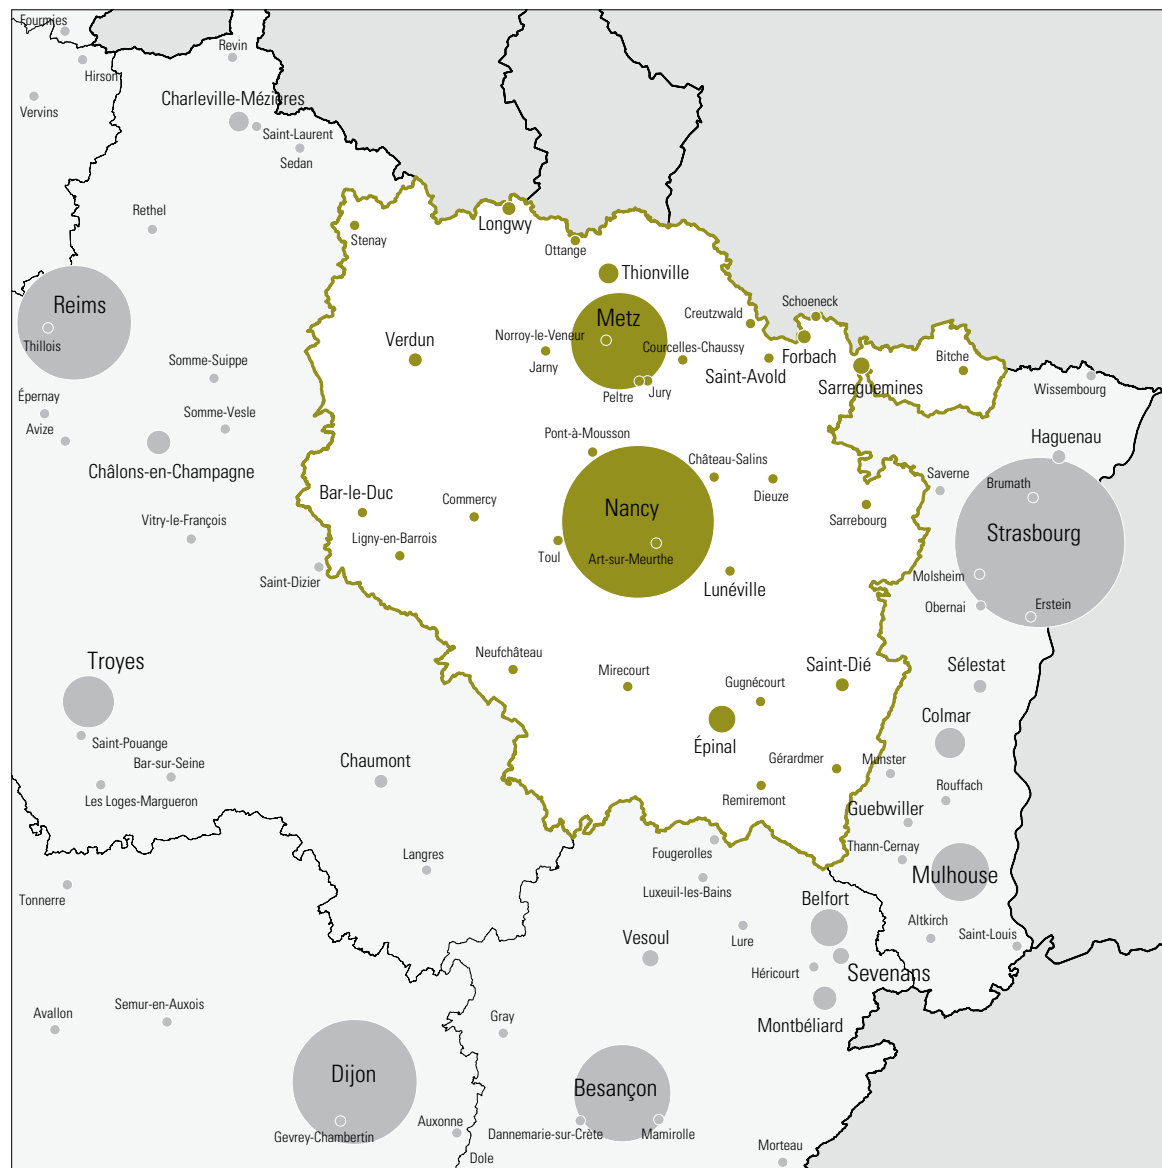 Fournies
Revin
Hirson
Charleville-Mézières
Vervins
Saint-Laurent
Sedan
Rethel
Longwy
Stenay
Ottange
Thionville
Reims
Schoeneck
Creutzwald
Metz
Verdun
Norroy-le-Veneur
Thillois
Courcelles-Chaussy
Forbach
Somme-Suippe
Jarny
Bitche
Saint-Avold
Sarreguemines
Wissembourg
Épernay
Peltre
Jury
Somme-Vesle
Avize
Pont-à-Mousson
Haguenau
Châlons-en-Champagne
Château-Salins
Saverne
Brumath
Bar-le-Duc
Commercy
Dieuze
Nancy
Sarrebourg
Vitry-le-François
Strasbourg
Ligny-en-Barrois
Toul
Art-sur-Meurthe
Saint-Dizier
Molsheim
Lunéville
Obernai
Erstein
Neufchâteau
Troyes
Mirecourt
Saint-Dié
Sélestat
Gugnécourt
Colmar
Saint-Pouange
Épinal
Bar-sur-Seine
Chaumont
Gérardmer
Munster
Rouffach
Les Loges-Margueron
Remiremont
Guebwiller
Thann-Cernay
Fougerolles
Langres
Mulhouse
Tonnerre
Luxeuil-les-Bains
Belfort
Altkirch
Lure
Vesoul
Saint-Louis
Héricourt
Sevenans
Semur-en-Auxois
Avallon
Gray
Montbéliard
Dijon
Besançon
Auxonne
Gevrey-Chambertin
Dannemarie-sur-Crète
Mamirolle
Morteau
Dole